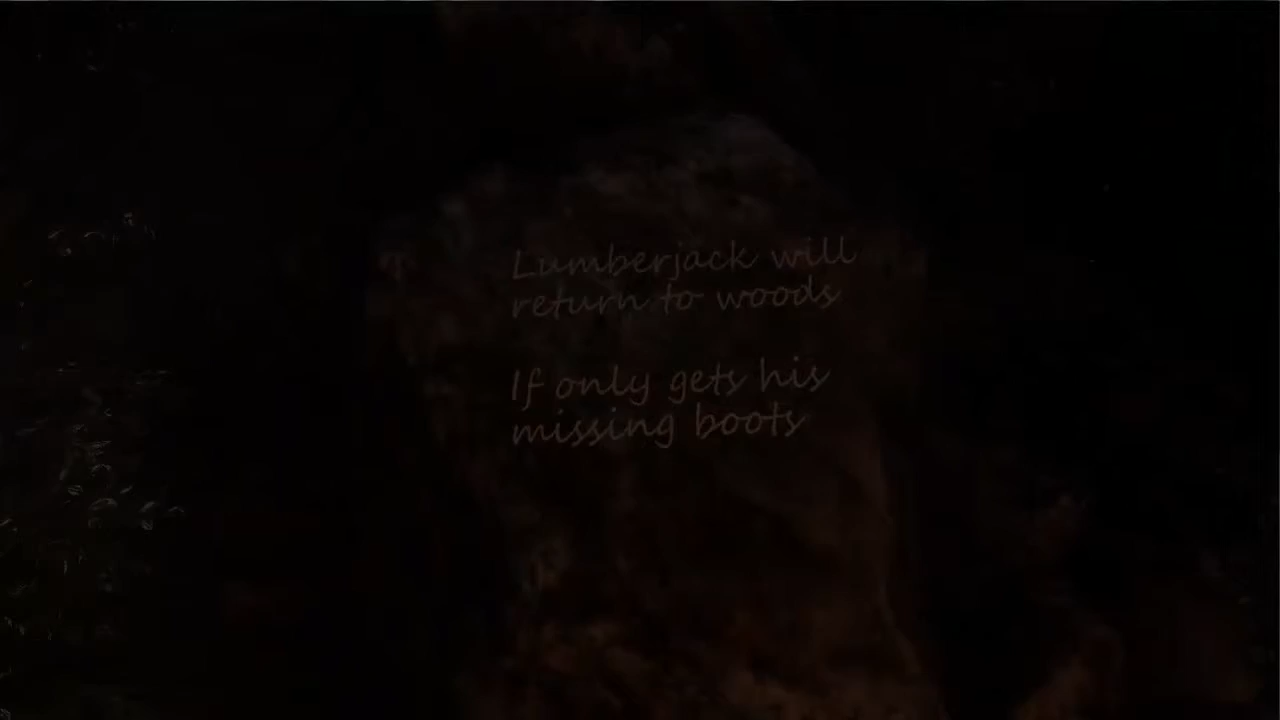 Lumberjack will
return to woods
If only gets his
missing boots